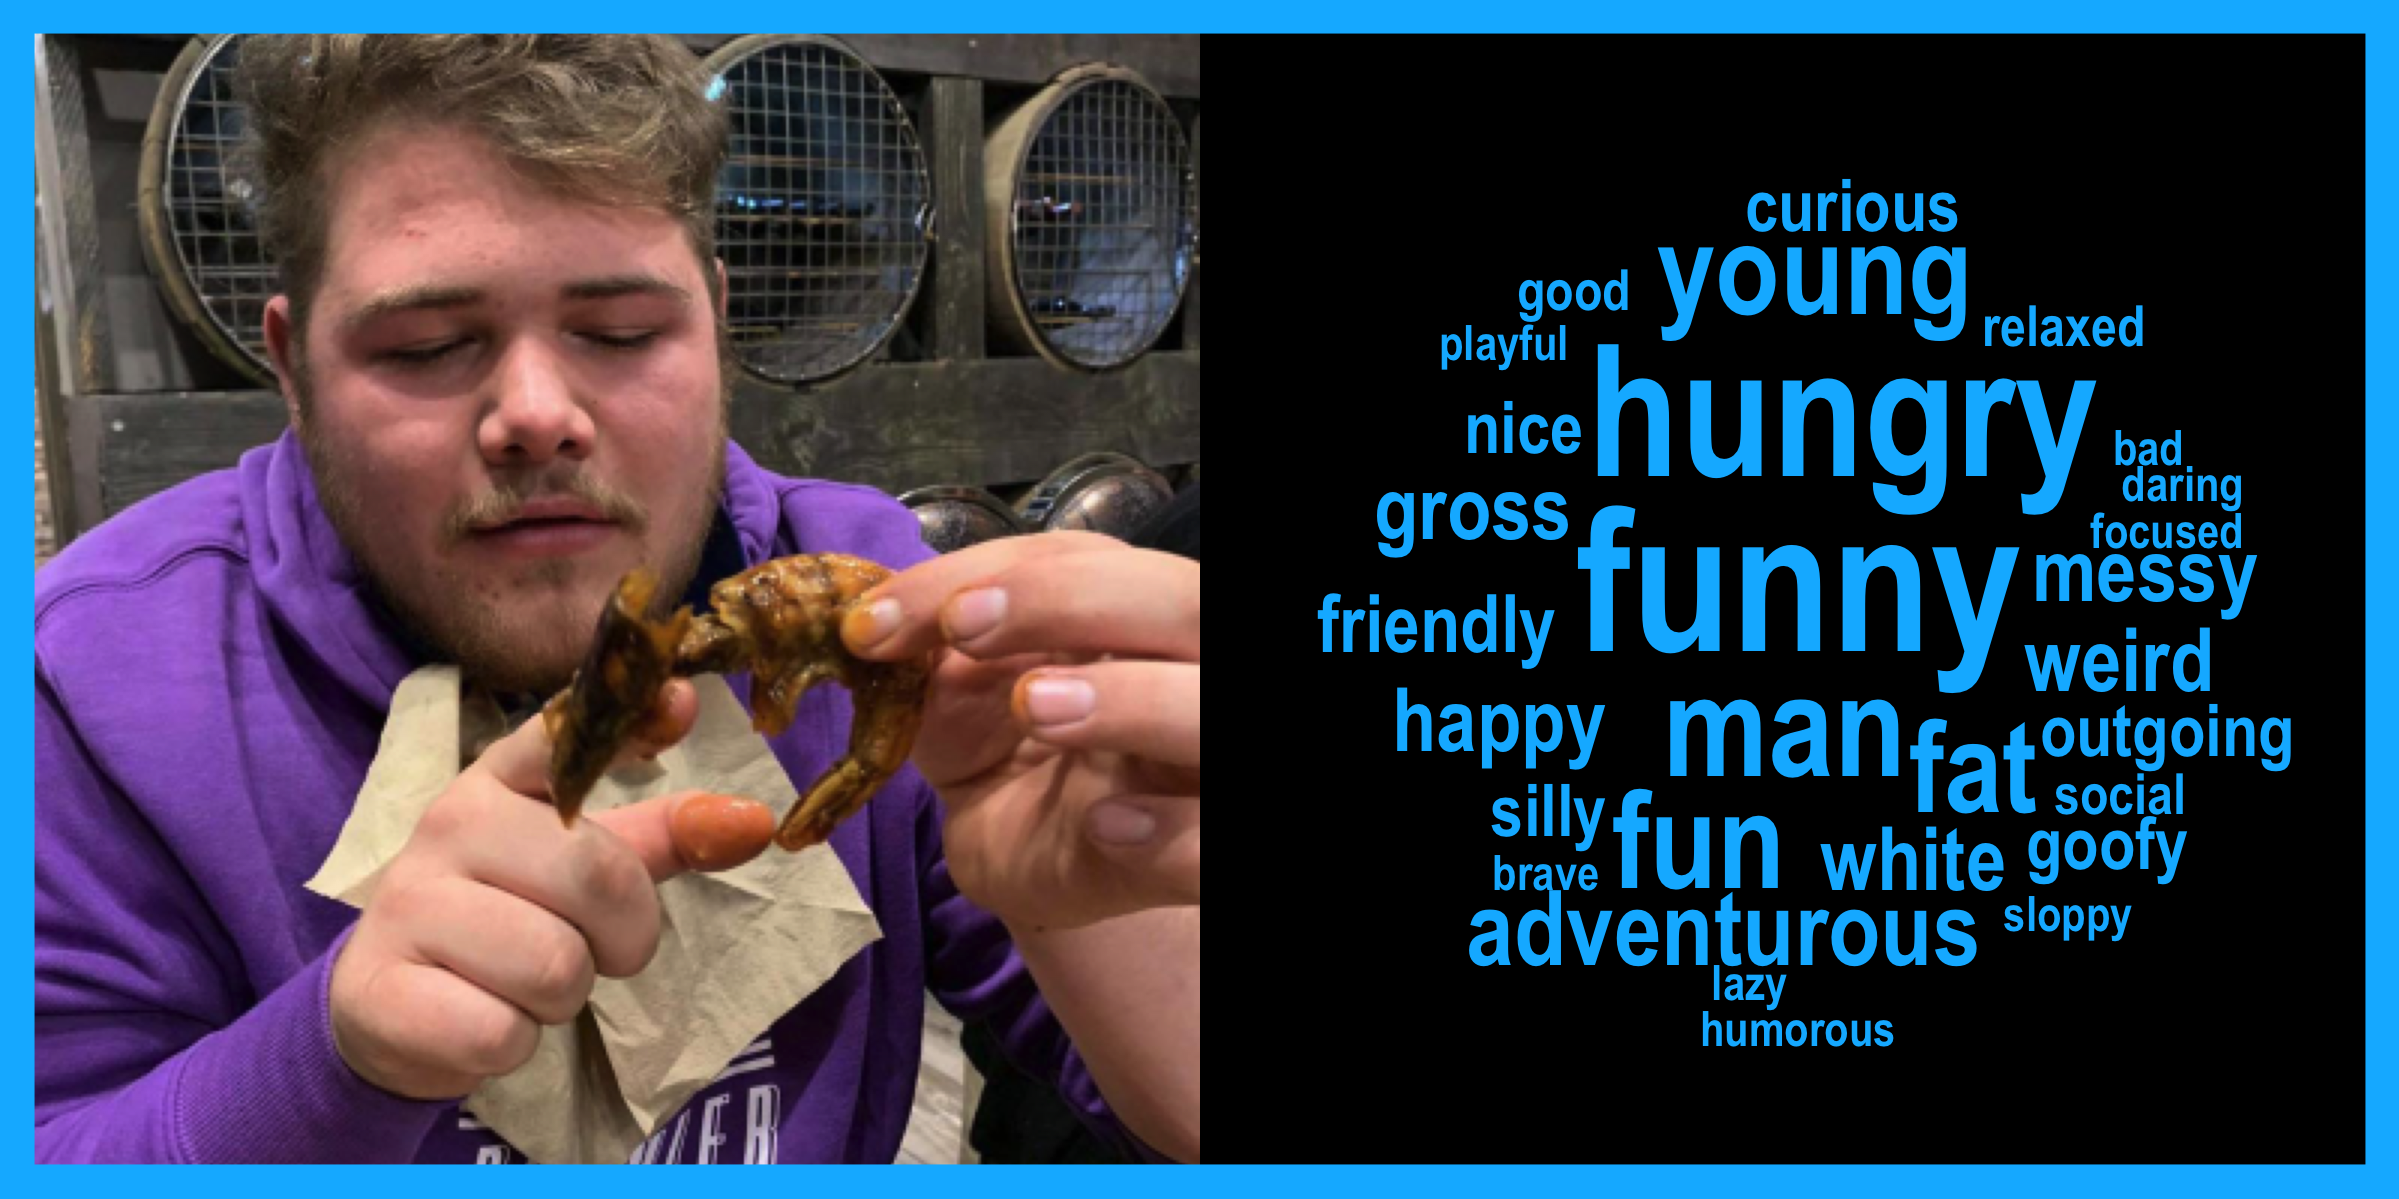 curious
young
good
relaxed
playful
hungry
nice
bad
daring
gross
focused
funny
messy
friendly
weird
happy
man
outgoing
fat
social
silly
fun
goofy
white
brave
sloppy
adventurous
lazy
humorous